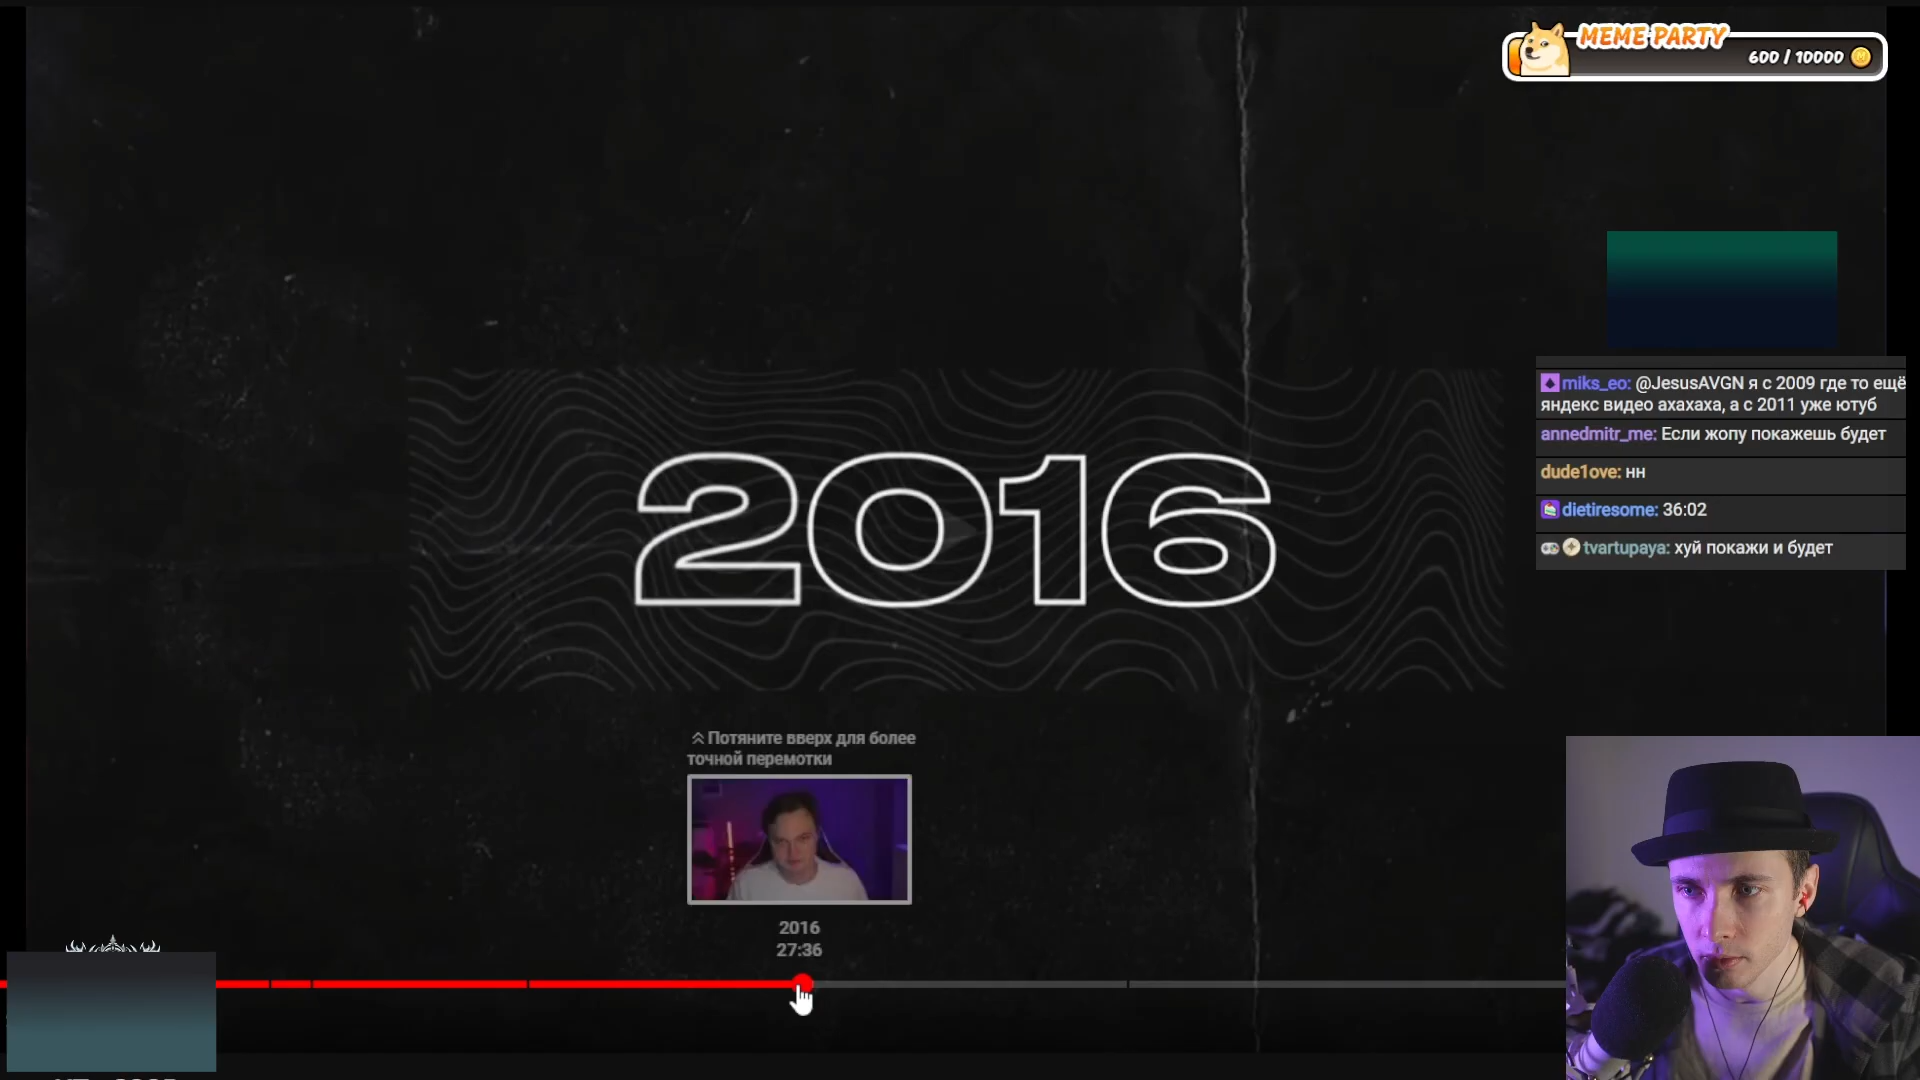 MEME PARTY
600 / 10000
miks_eo: @JesusAVGN я с 2009 где то ещё
яндекс видео ахахаха, а с 2011 уже ютуб
annedmitr_me: Если жопу покажешь будет
dude1ove: нн
dietiresome: 36:02
tvartupaya: хуй покажи и будет
2016
Потяните вверх для более
точной перемотки
2016
27:36